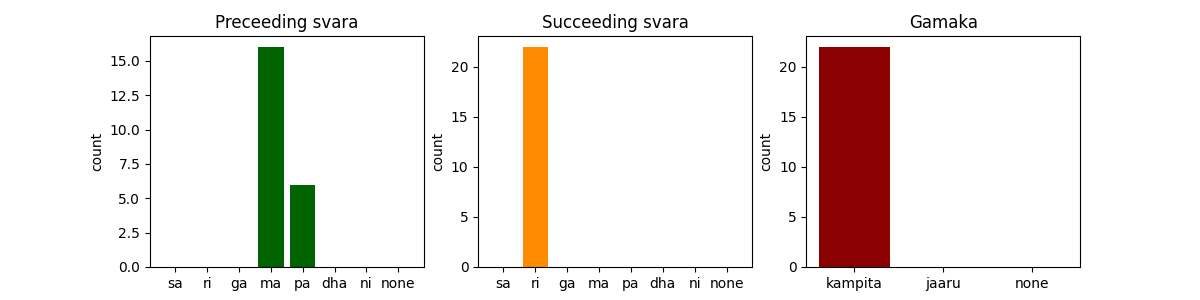 Preceeding svara
count
15.0
12.5
10.0
7.5
5.0
2.5
0.0
sa ri ga ma pa dha ni none
Succeeding svara
count
20
15
10
5
0
sa ri ga ma pa dha ni none
Gamaka
count
20
15
10
5
0
kampita jaaru none